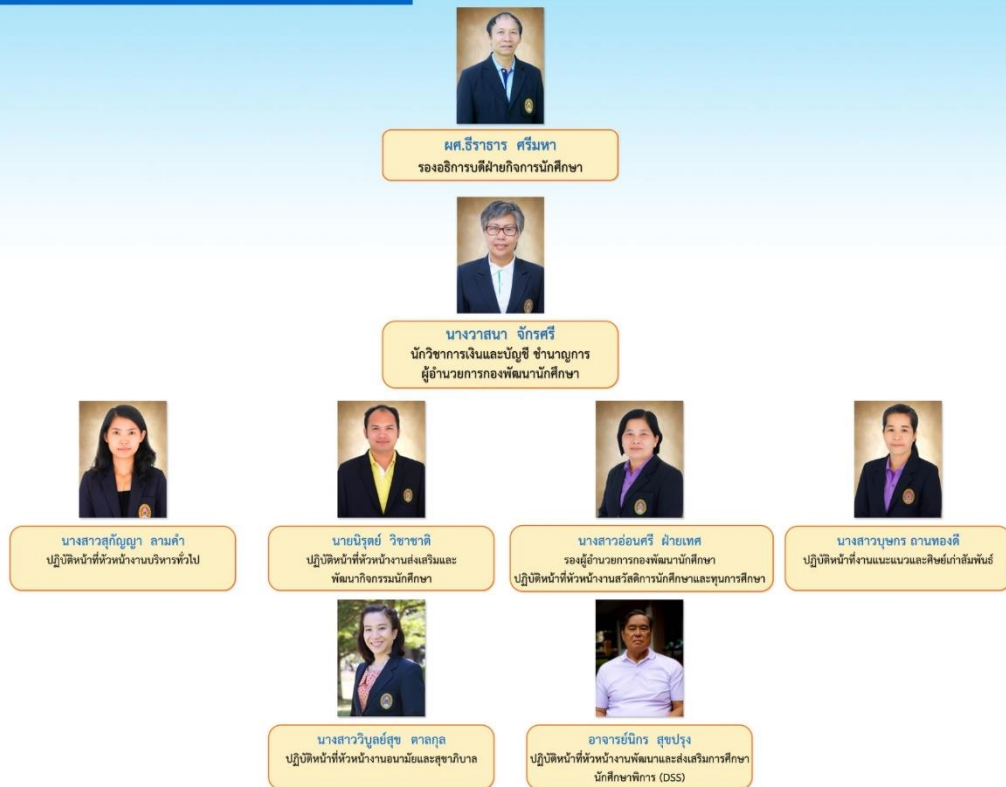 ผศ.ธีราธาร ศรีมหา
รองอธิการบดีฝ่ายกิจการนักศึกษา
นางวาสนา จักรศรี
นักวิชาการเงินและบัญชี ชำนาญการ
ผู้อำนวยการกองพัฒนานักศึกษา
นางสาวสุกัญญา ลามคำ
ปฏิบัติหน้าที่หัวหน้างานบริหารทั่วไป
นายนิรุตย์ วิชาชาติ
ปฏิบัติหน้าที่หัวหน้างานส่งเสริมและ
พัฒนากิจกรรมนักศึกษา
นางสาวอ่อนศรี ฝ่ายเทศ
รองผู้อำนวยการกองพัฒนานักศึกษา
ปฏิบัติหน้าที่หัวหน้างานสวัสดิการนักศึกษาและทุนการศึกษา
นางสาวบุษกร ถานทองดี
ปฏิบัติหน้าที่งานแนะแนวและศิษย์เก่าสัมพันธ์
นางสาววิบูลย์สุข ตาลกุล
ปฏิบัติหน้าที่หัวหน้างานอนามัยและสุขาภิบาล
อาจารย์นิกร สุขปรุง
ปฏิบัติหน้าที่หัวหน้างานพัฒนาและส่งเสริมการศึกษา
นักศึกษาพิการ (DSS)